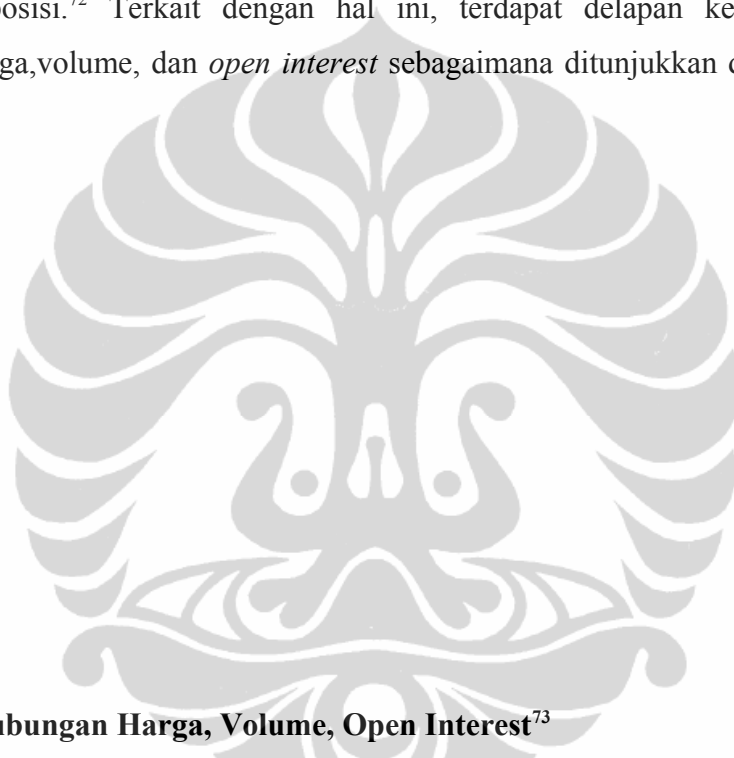 posisi.⁷² Terkait dengan hal ini, terdapat delapan
ga,volume, dan open interest sebagaimana ditunjukkan
ubungan Harga, Volume, Open Interest⁷³